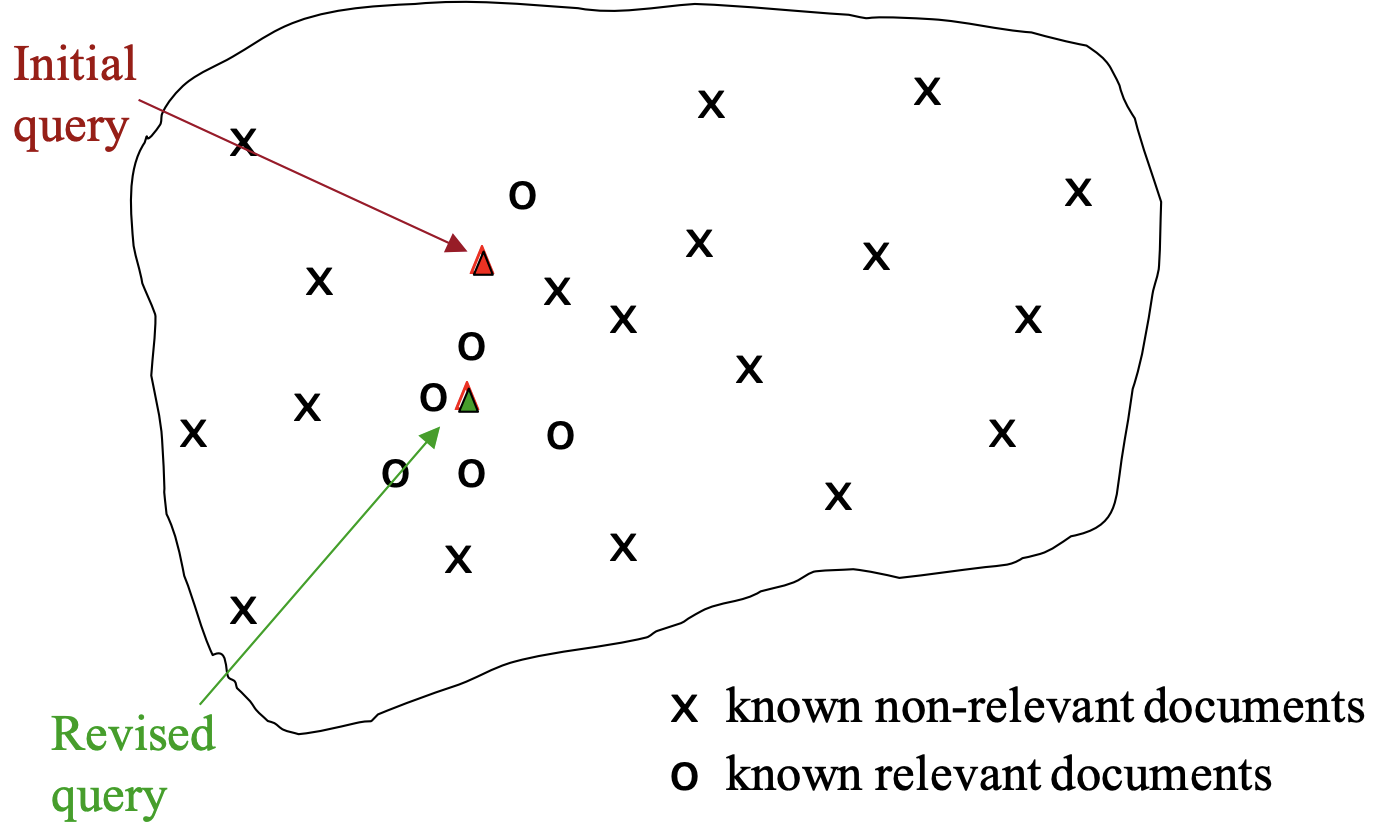 Initial
query
x x
x
o
x
x x
x x
x x
o
x
o
x
x o x
o o
x
x x
x
Revised
query
x known non-relevant documents
o known relevant documents